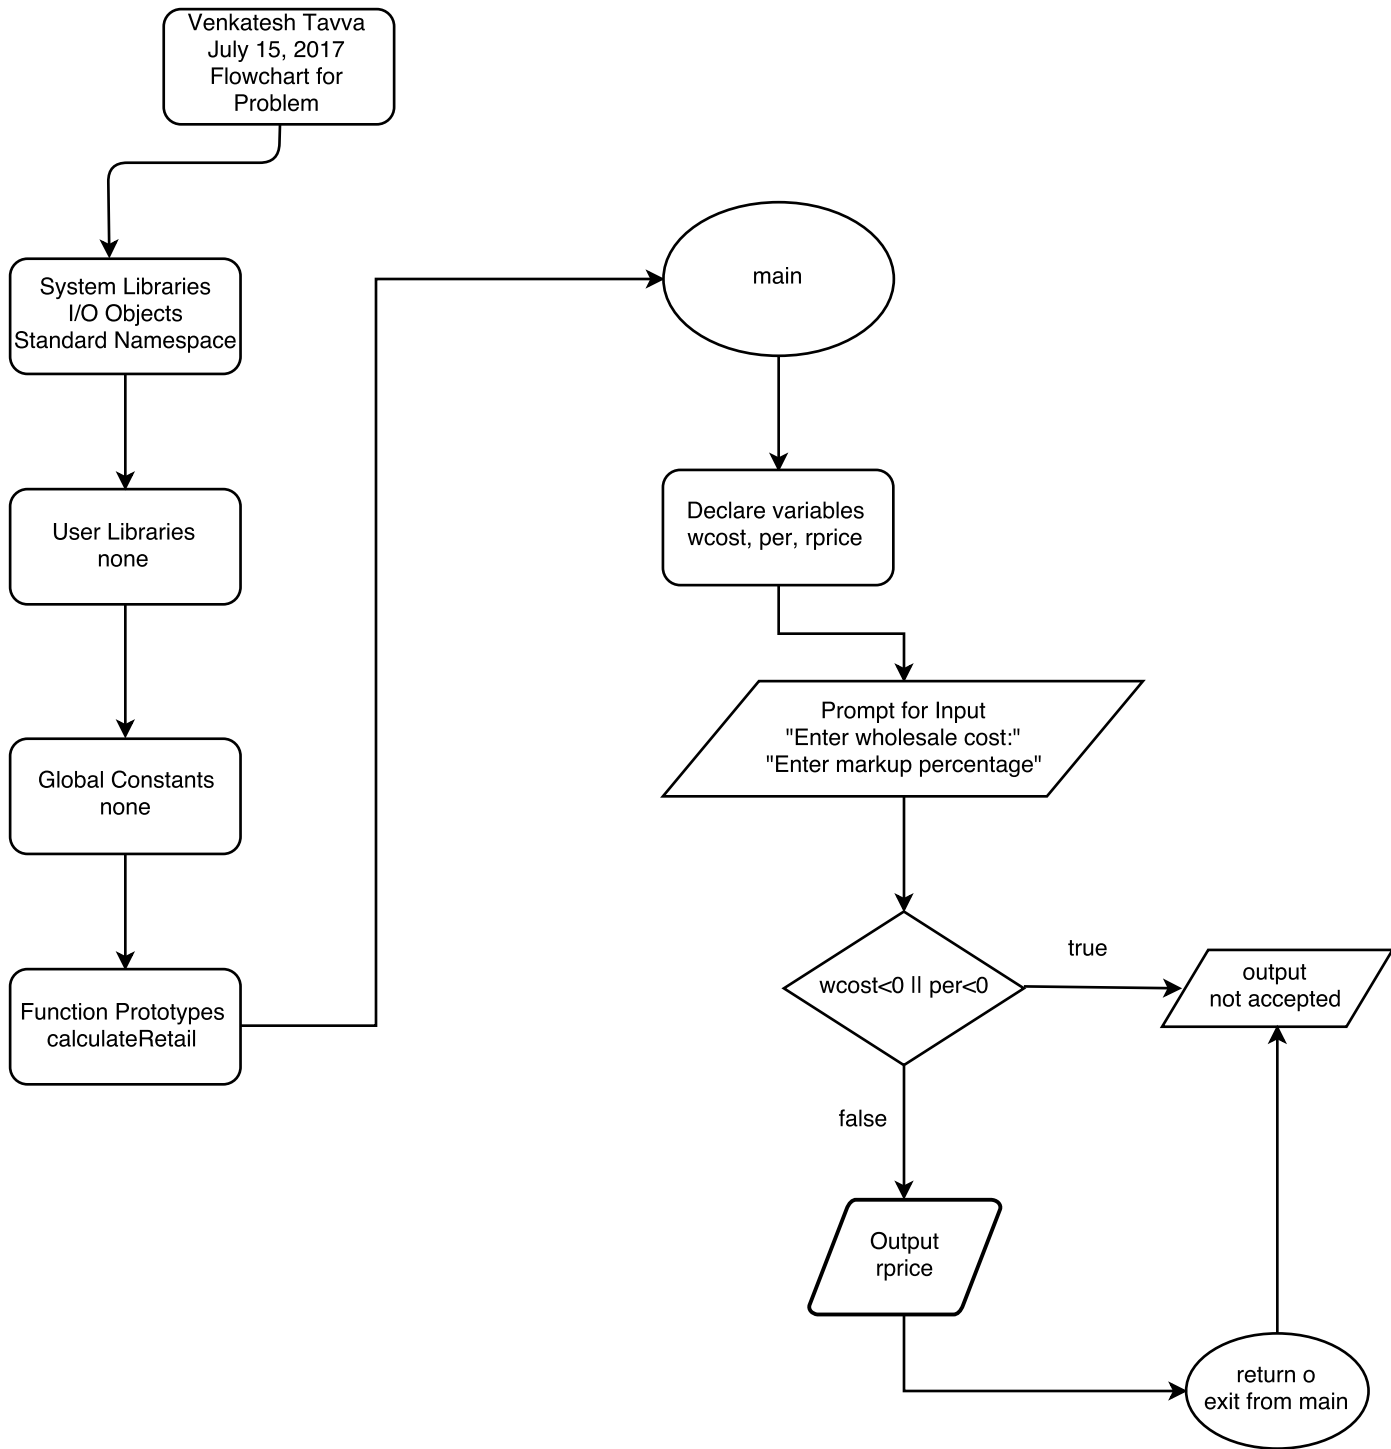 Venkatesh Tavva
July 15, 2017
Flowchart for
Problem
System Libraries
I/O Objects
Standard Namespace
User Libraries
none
Global Constants
none
Function Prototypes
calculateRetail
main
Declare variables
wcost, per, rprice
Prompt for Input
"Enter wholesale cost:"
"Enter markup percentage"
wcost<0 || per<0
true
output
not accepted
false
Output
rprice
return o
exit from main